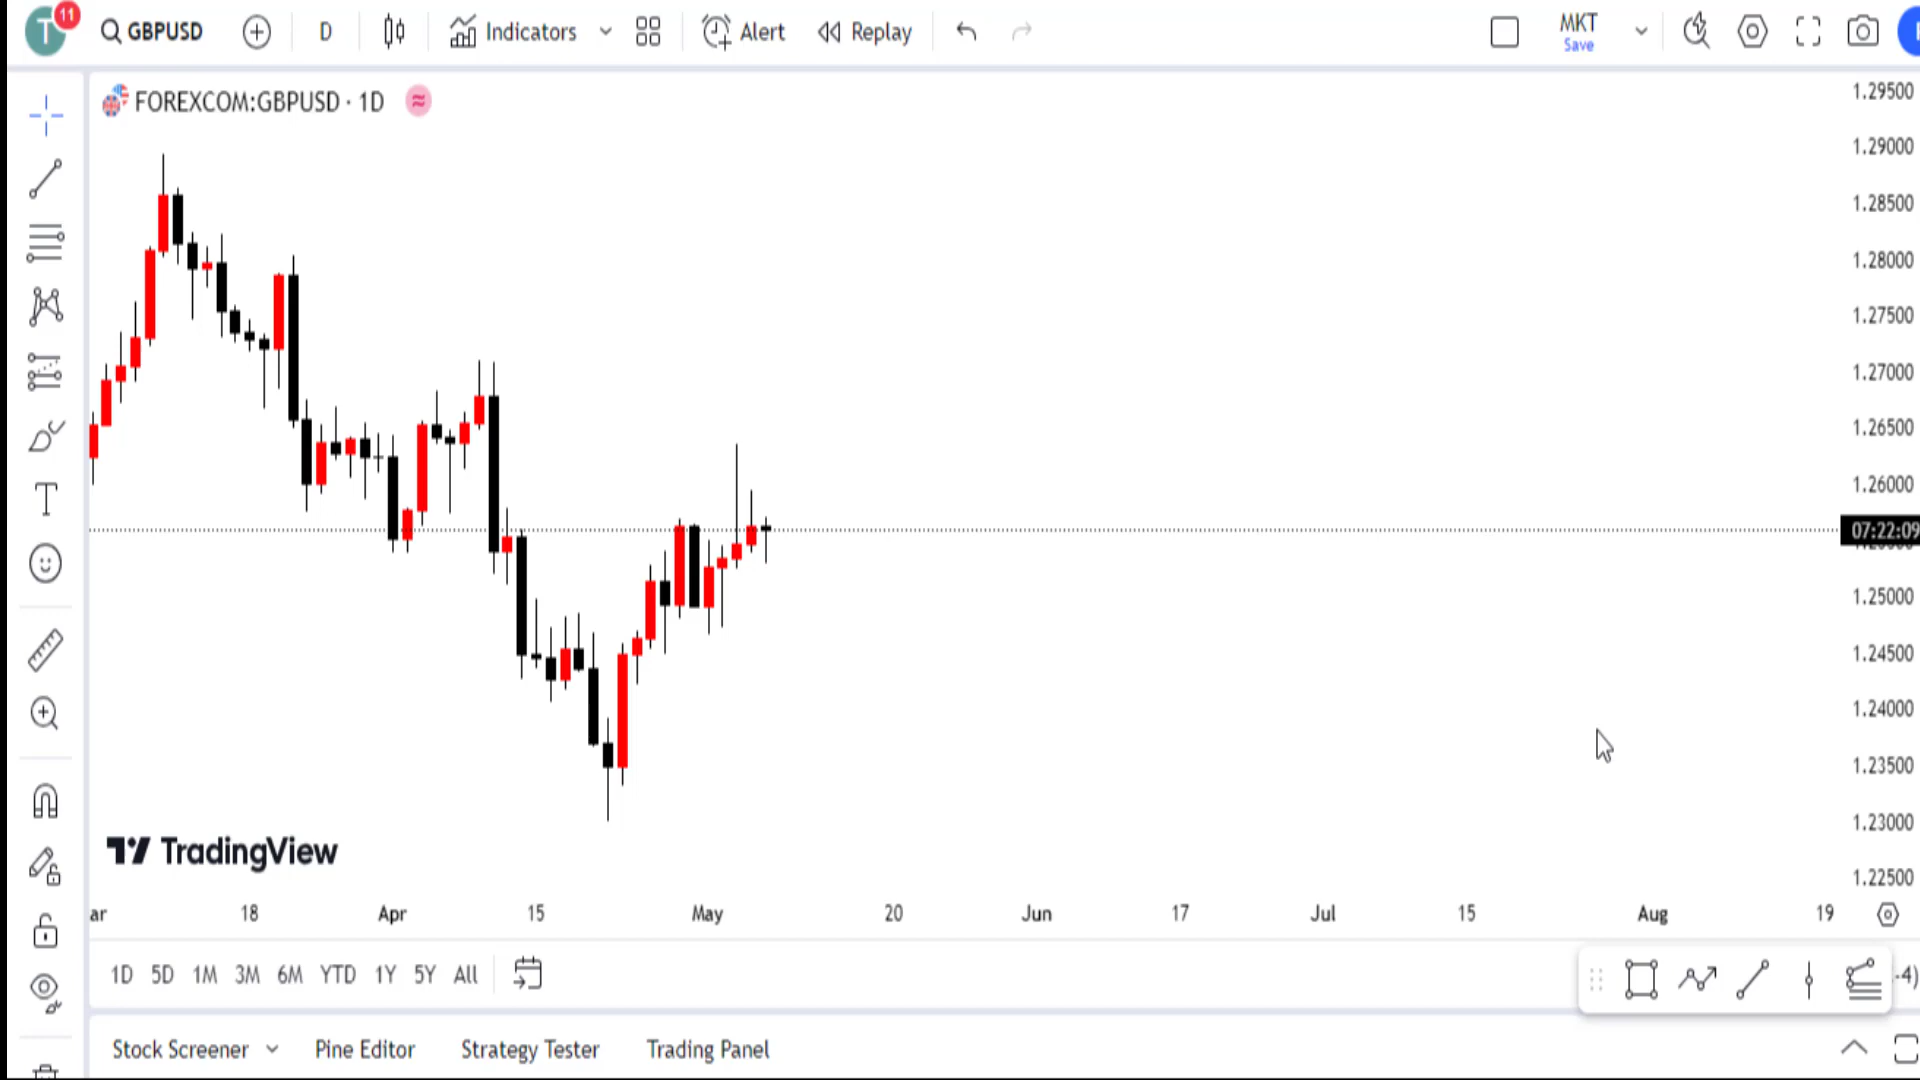 T
11
GBPUSD
D
Indicators
Alert
Replay
MKT
Save
FOREXCOM:GBPUSD · 1D
1.29500
1.29000
1.28500
1.28000
1.27500
1.27000
1.26500
1.26000
07:22:09
1.25000
1.24500
1.24000
1.23500
1.23000
1.22500
TradingView
ar
18
Apr
15
May
20
Jun
17
Jul
15
Aug
19
1D 5D 1M 3M 6M YTD 1Y 5Y All
-4)
Stock Screener
Pine Editor
Strategy Tester
Trading Panel